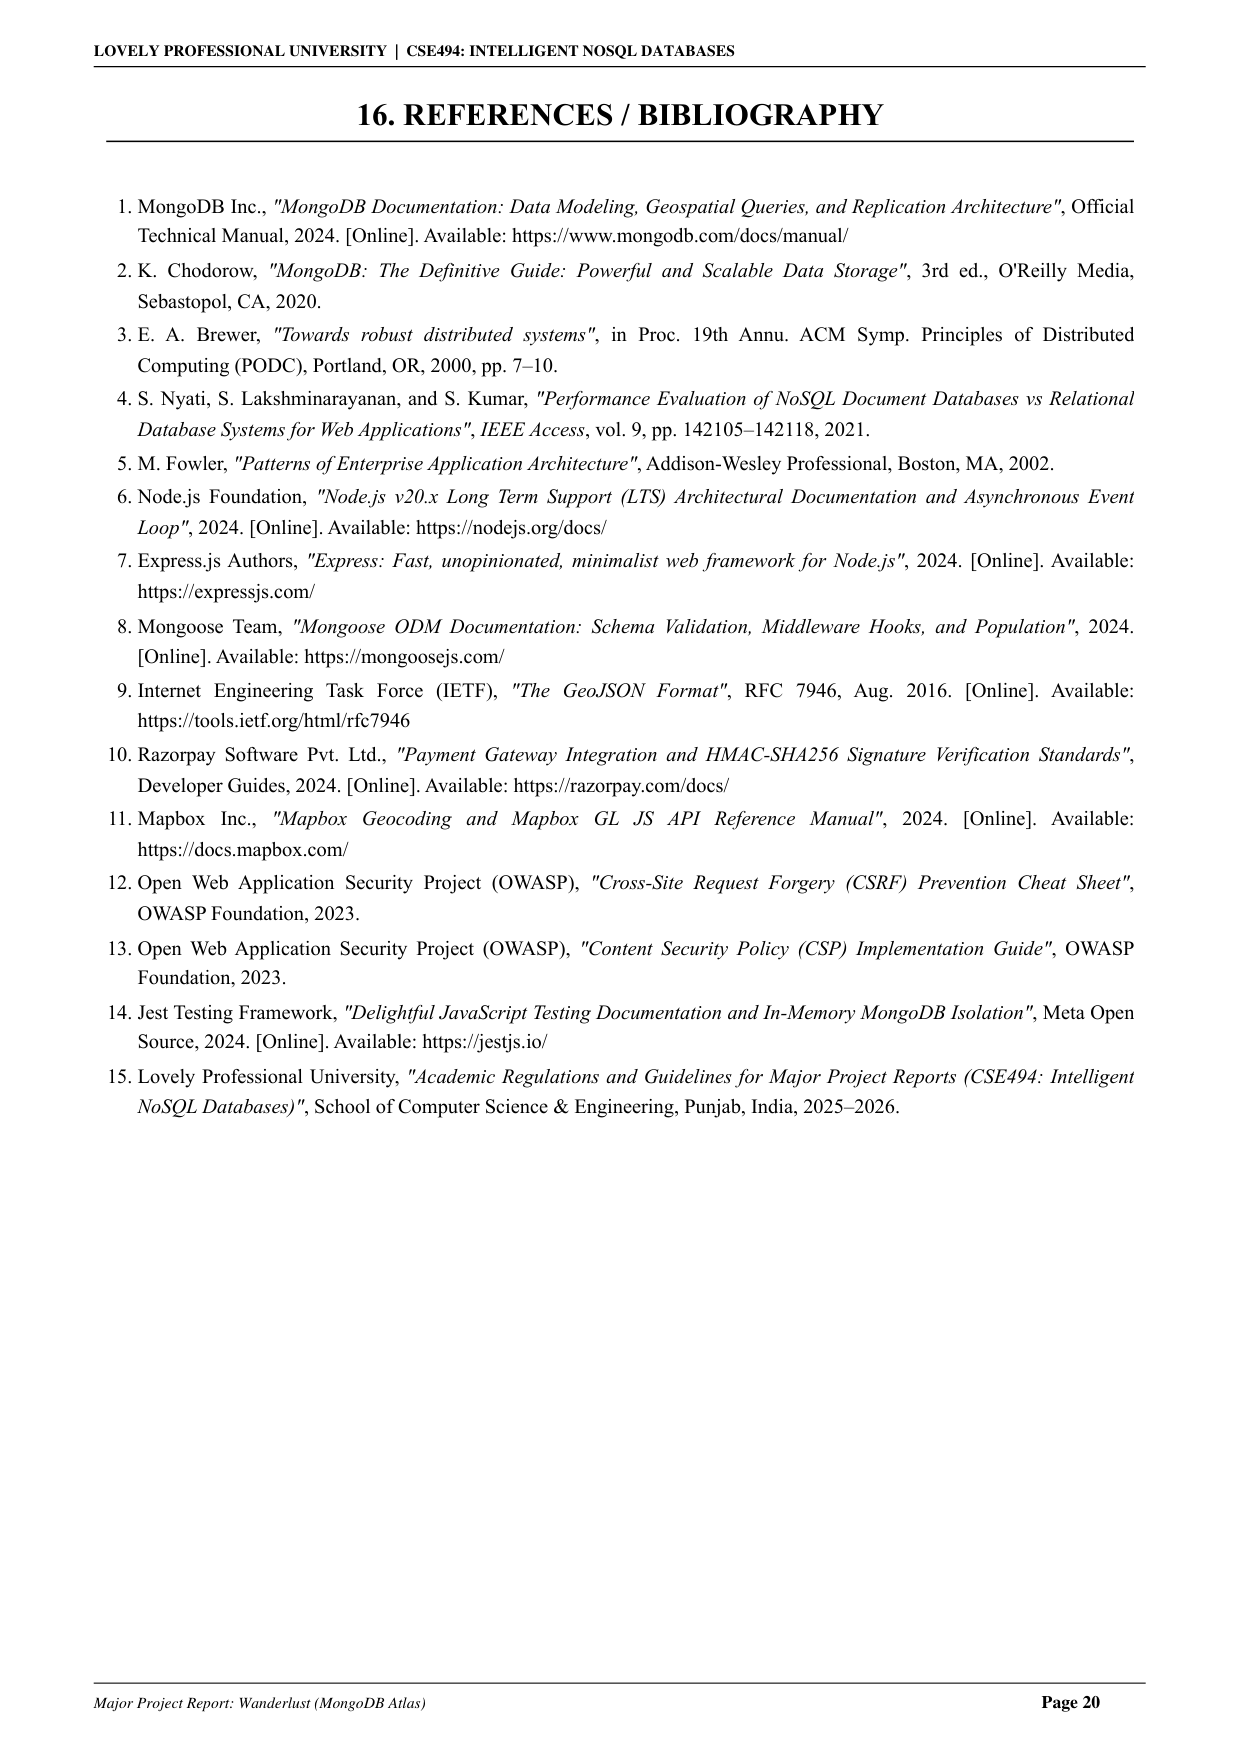 LOVELY PROFESSIONAL UNIVERSITY | CSE494: INTELLIGENT NOSQL DATABASES
16. REFERENCES / BIBLIOGRAPHY
1. MongoDB Inc., "MongoDB Documentation: Data Modeling, Geospatial Queries, and Replication Architecture", Official
Technical Manual, 2024. [Online]. Available: https://www.mongodb.com/docs/manual/
2. K. Chodorow, "MongoDB: The Definitive Guide: Powerful and Scalable Data Storage", 3rd ed., O'Reilly Media,
Sebastopol, CA, 2020.
3. E. A. Brewer, "Towards robust distributed systems", in Proc. 19th Annu. ACM Symp. Principles of Distributed
Computing (PODC), Portland, OR, 2000, pp. 7–10.
4. S. Nyati, S. Lakshminarayanan, and S. Kumar, "Performance Evaluation of NoSQL Document Databases vs Relational
Database Systems for Web Applications", IEEE Access, vol. 9, pp. 142105–142118, 2021.
5. M. Fowler, "Patterns of Enterprise Application Architecture", Addison-Wesley Professional, Boston, MA, 2002.
6. Node.js Foundation, "Node.js v20.x Long Term Support (LTS) Architectural Documentation and Asynchronous Event
Loop", 2024. [Online]. Available: https://nodejs.org/docs/
7. Express.js Authors, "Express: Fast, unopinionated, minimalist web framework for Node.js", 2024. [Online]. Available:
https://expressjs.com/
8. Mongoose Team, "Mongoose ODM Documentation: Schema Validation, Middleware Hooks, and Population", 2024.
[Online]. Available: https://mongoosejs.com/
9. Internet Engineering Task Force (IETF), "The GeoJSON Format", RFC 7946, Aug. 2016. [Online]. Available:
https://tools.ietf.org/html/rfc7946
10. Razorpay Software Pvt. Ltd., "Payment Gateway Integration and HMAC-SHA256 Signature Verification Standards",
Developer Guides, 2024. [Online]. Available: https://razorpay.com/docs/
11. Mapbox Inc., "Mapbox Geocoding and Mapbox GL JS API Reference Manual", 2024. [Online]. Available:
https://docs.mapbox.com/
12. Open Web Application Security Project (OWASP), "Cross-Site Request Forgery (CSRF) Prevention Cheat Sheet",
OWASP Foundation, 2023.
13. Open Web Application Security Project (OWASP), "Content Security Policy (CSP) Implementation Guide", OWASP
Foundation, 2023.
14. Jest Testing Framework, "Delightful JavaScript Testing Documentation and In-Memory MongoDB Isolation", Meta Open
Source, 2024. [Online]. Available: https://jestjs.io/
15. Lovely Professional University, "Academic Regulations and Guidelines for Major Project Reports (CSE494: Intelligent
NoSQL Databases)", School of Computer Science & Engineering, Punjab, India, 2025–2026.
Major Project Report: Wanderlust (MongoDB Atlas)
Page 20